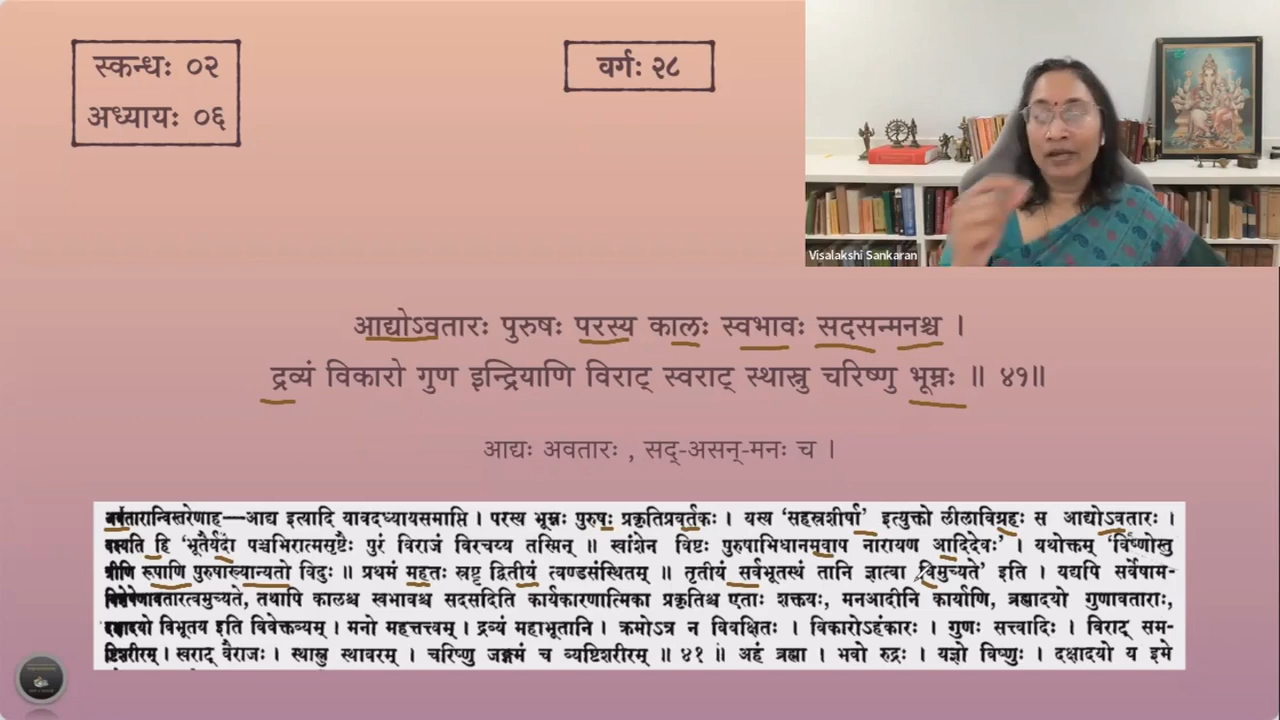 स्कन्धः ०२
अध्यायः ०६
वर्गः २८
Visalakshi Sankaran
आद्योऽवतारः पुरुषः परस्य कालः स्वभावः सदसन्मनश्च ।
द्रव्यं विकारो गुण इन्द्रियाणि विराट् स्वराट् स्थास्नु चरिष्णु भूम्नः ॥ ४१॥
आद्यः अवतारः , सद्-असन्-मनः च ।
अवतारान्विस्तरेणाह—आद्य इत्यादि यावदध्यायसमाप्ति । परस्य भूम्नः पुरुषः प्रकृतिप्रवर्तकः । यस्य ‘सहस्रशीर्षा’ इत्युक्तो लीलाविग्रहः स आद्योऽवतारः ।
वक्ष्यति हि ‘भूतैर्यदा पञ्चभिरात्मसृष्टैः पुरं विराजं विरचय्य तस्मिन् ॥ स्वांशेन विष्टः पुरुषाभिधानमवाप नारायण आदिदेवः’ । यथोक्तम् ‘विष्णोस्तु
त्रीणि रूपाणि पुरुषाख्यान्यतो विदुः ॥ प्रथमं महतः स्रष्टृ द्वितीयं त्वण्डसंस्थितम् ॥ तृतीयं सर्वभूतस्थं तानि ज्ञात्वा विमुच्यते’ इति । यद्यपि सर्वेषाम-
विशेषेणावतारत्वमुच्यते, तथापि कालश्च स्वभावश्च सदसदिति कार्यकारणात्मिका प्रकृतिश्च एताः शक्तयः, मनआदीनि कार्याणि, ब्रह्मादयो गुणावताराः,
दक्षादयो विभूतय इति विवेक्तव्यम् । मनो महत्तत्त्वम् । द्रव्यं महाभूतानि । क्रमोऽत्र न विवक्षितः । विकारोऽहंकारः । गुणः सत्त्वादिः । विराट् सम-
ष्टिशरीरम् । स्वराट् वैराजः । स्थास्नु स्थावरम् । चरिष्णु जङ्गमं च व्यष्टिशरीरम् ॥ ४१ ॥ अहं ब्रह्मा । भवो रुद्रः । यज्ञो विष्णुः । दक्षादयो य इमे